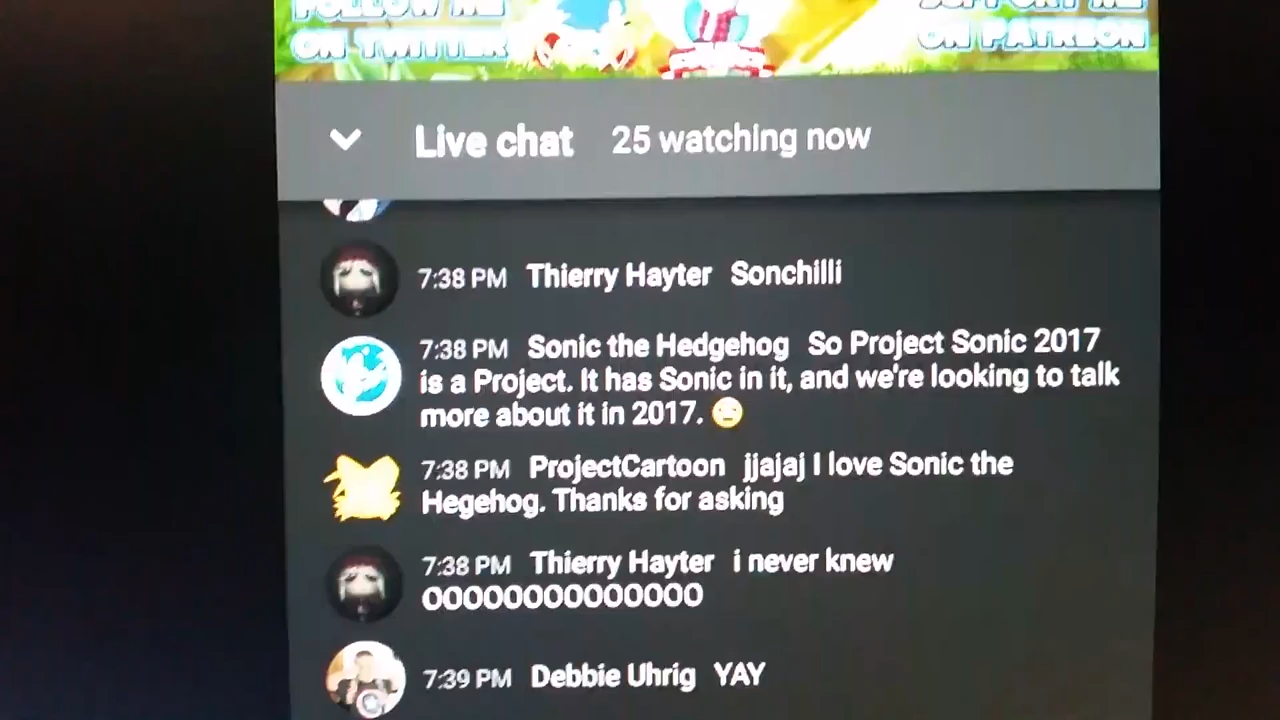 FOLLOW ME
SUPPORT ME
ON TWITTER
ON PATREON
Live chat 25 watching now
7:38 PM Thierry Hayter Sonchilli
7:38 PM Sonic the Hedgehog So Project Sonic 2017
is a Project. It has Sonic in it, and we're looking to talk
more about it in 2017.
7:38 PM ProjectCartoon jjajaj I love Sonic the
Hegehog. Thanks for asking
7:38 PM Thierry Hayter i never knew
OOOOOOOOOOOOOO
7:39 PM Debbie Uhrig YAY